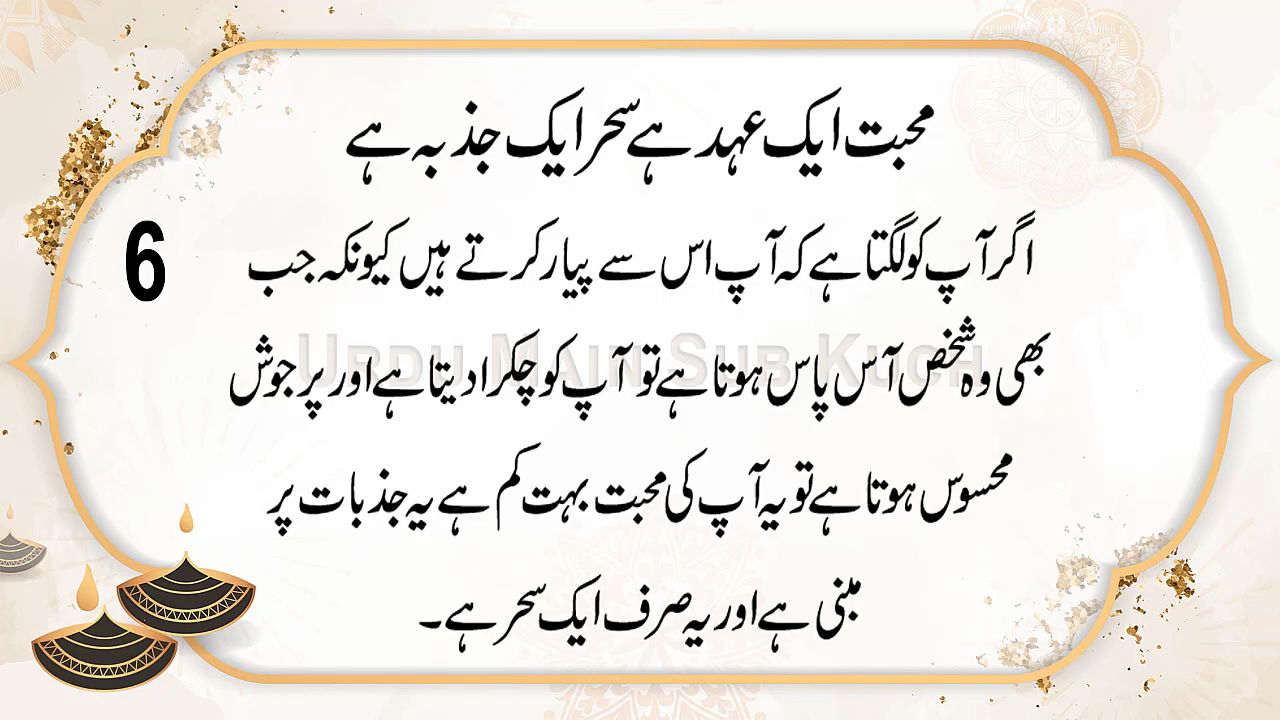 محبت ایک عہد ہے سحر ایک جذبہ ہے
6
اگر آپ کو لگتا ہے کہ آپ اس سے پیار کرتے ہیں کیونکہ جب
بھی وہ شخص آس پاس ہوتا ہے تو آپ کو چکرا دیتا ہے اور پر جوش
URDU MAIN SUB KUCH
محسوس ہوتا ہے تو یہ آپ کی محبت بہت کم ہے یہ جذبات پر
مبنی ہے اور یہ صرف ایک سحر ہے۔